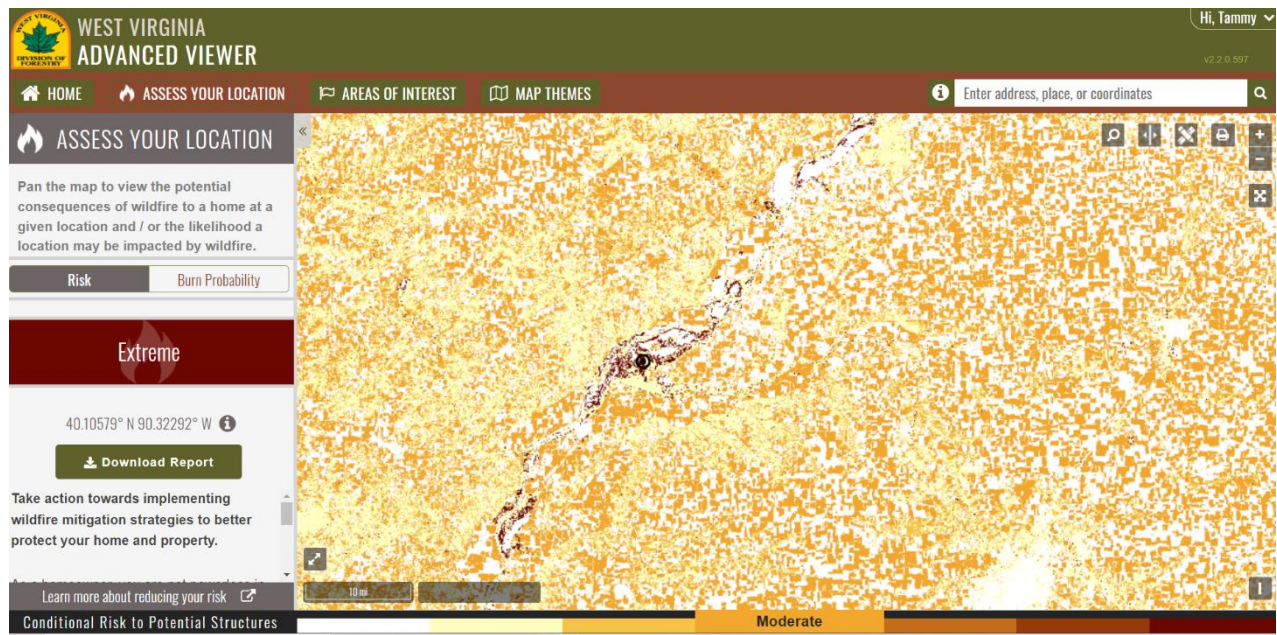 WEST VIRGINIA
DIVISION OF
FORESTRY
WEST VIRGINIA
ADVANCED VIEWER
Hi, Tammy
v2.2.0.597
HOME
ASSESS YOUR LOCATION
AREAS OF INTEREST
MAP THEMES
Enter address, place, or coordinates
ASSESS YOUR LOCATION
Pan the map to view the potential
consequences of wildfire to a home at a
given location and / or the likelihood a
location may be impacted by wildfire.
Risk
Burn Probability
Extreme
40.10579° N 90.32292° W
Download Report
Take action towards implementing
wildfire mitigation strategies to better
protect your home and property.
Learn more about reducing your risk
10 mi
Conditional Risk to Potential Structures
Moderate